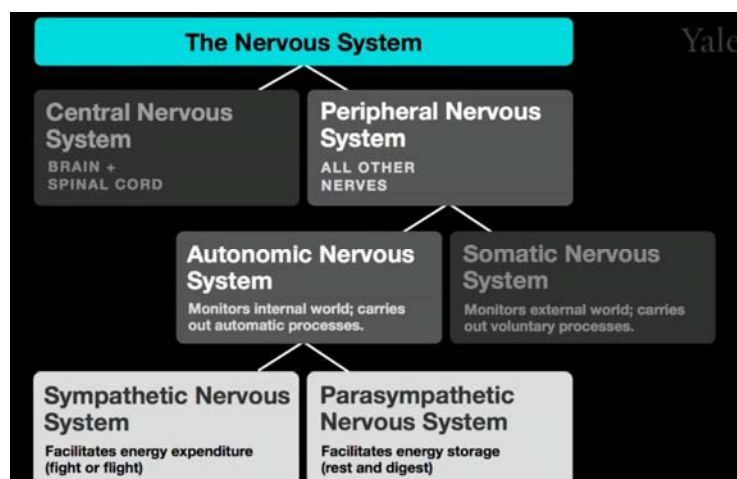 The Nervous System
Yale
Central Nervous
System
BRAIN +
SPINAL CORD
Peripheral Nervous
System
ALL OTHER
NERVES
Autonomic Nervous
System
Monitors internal world; carries
out automatic processes.
Somatic Nervous
System
Monitors external world; carries
out voluntary processes.
Sympathetic Nervous
System
Facilitates energy expenditure
(fight or flight)
Parasympathetic
Nervous System
Facilitates energy storage
(rest and digest)